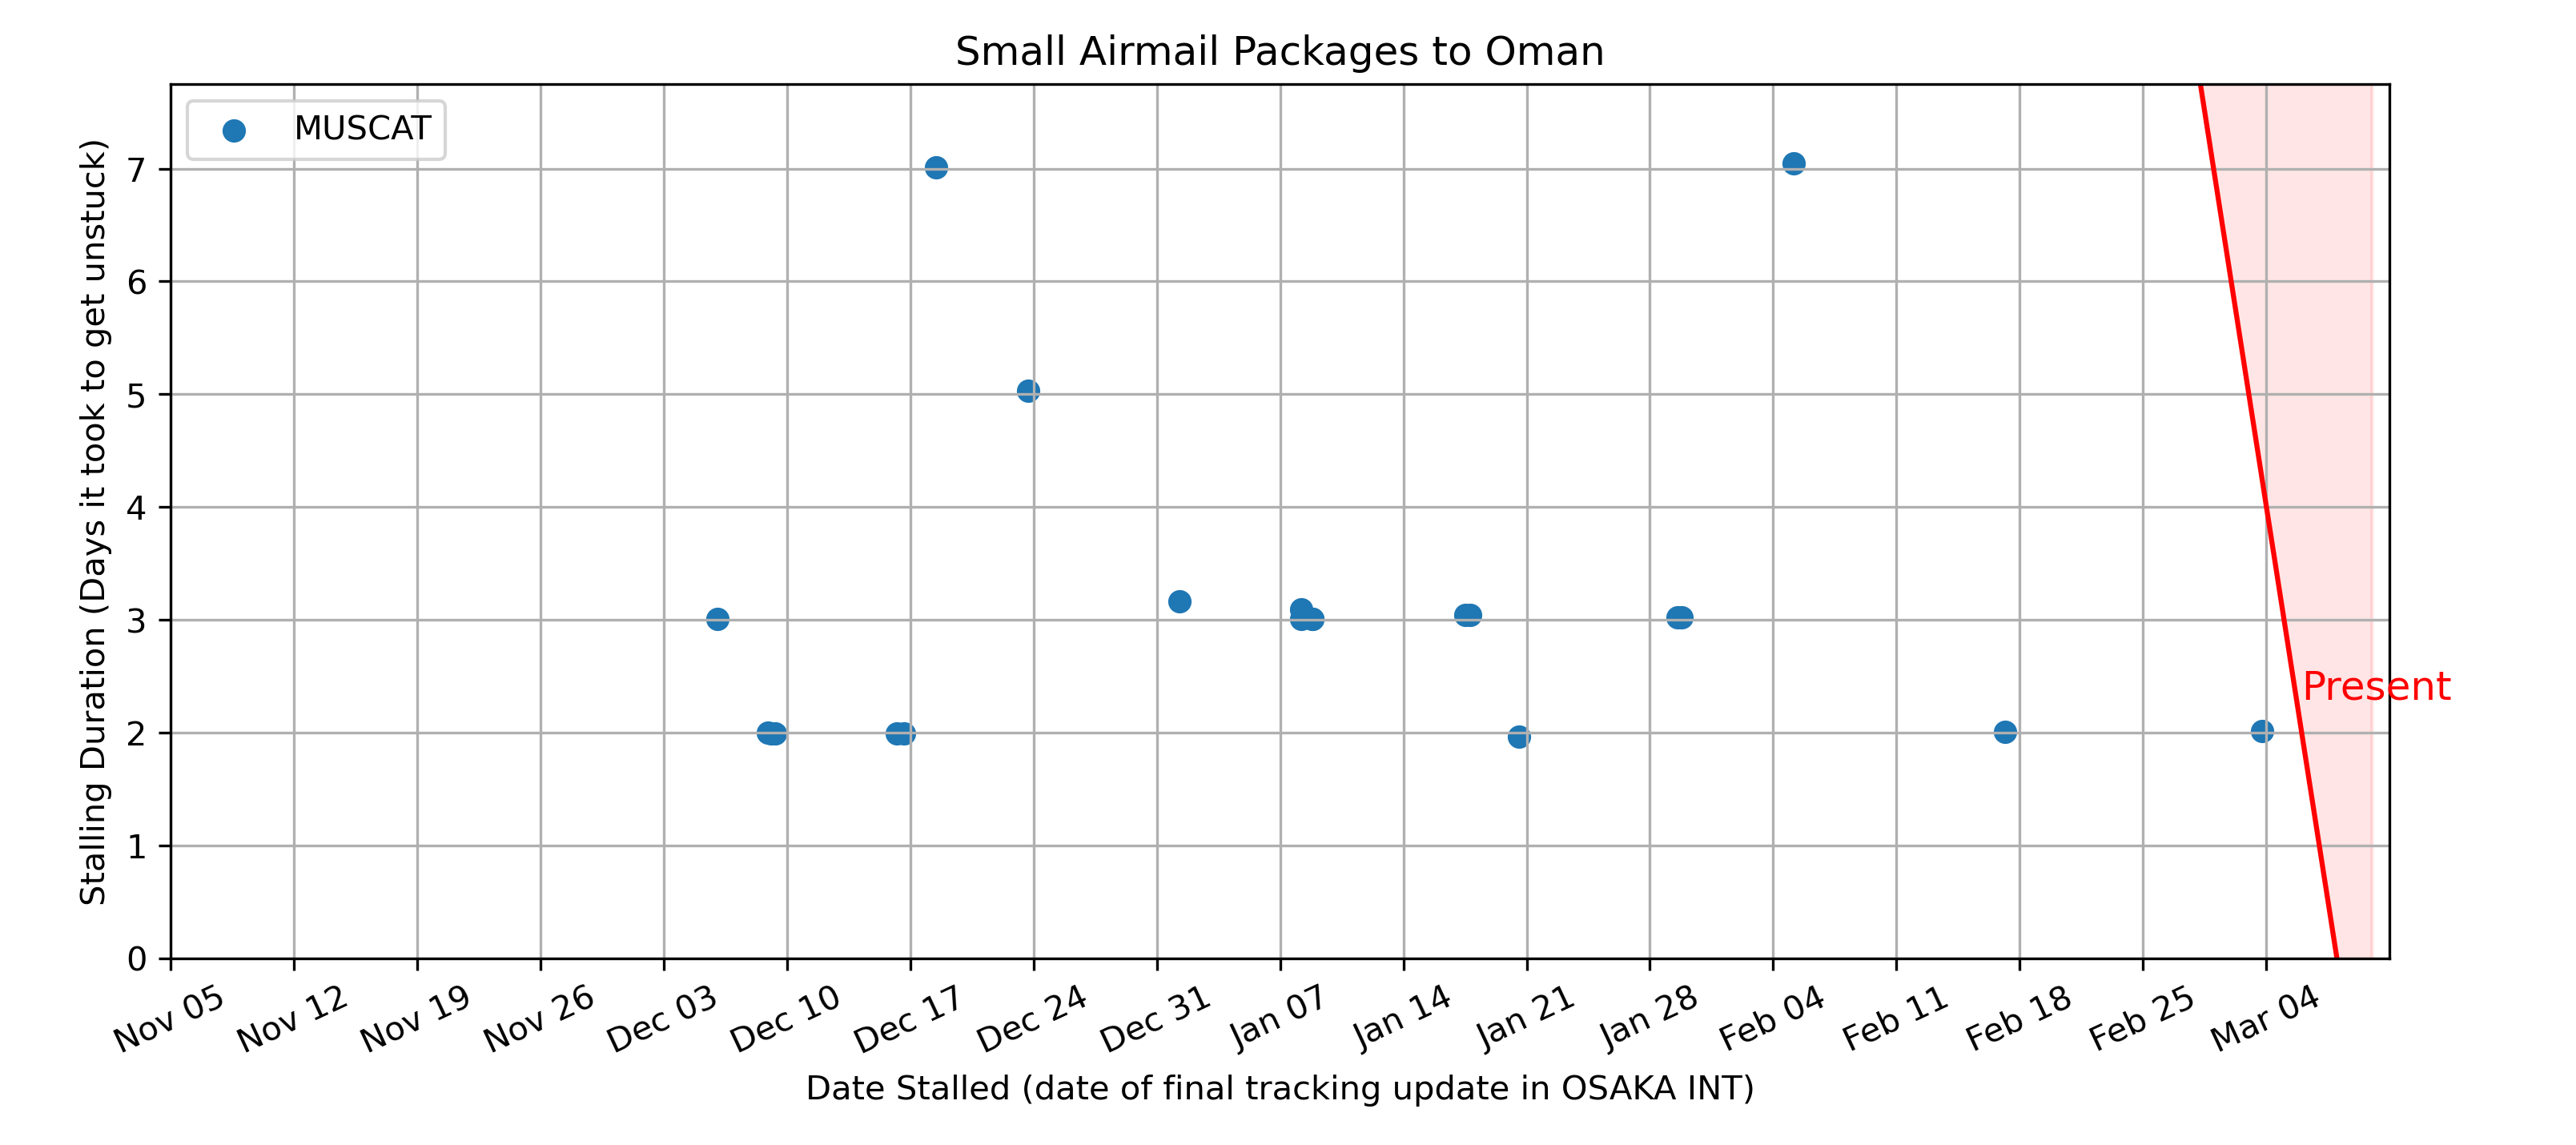 Small Airmail Packages to Oman
MUSCAT
Stalling Duration (Days it took to get unstuck)
7
6
5
4
3
2
1
0
Present
Nov 05 Nov 12 Nov 19 Nov 26 Dec 03 Dec 10 Dec 17 Dec 24 Dec 31 Jan 07 Jan 14 Jan 21 Jan 28 Feb 04 Feb 11 Feb 18 Feb 25 Mar 04
Date Stalled (date of final tracking update in OSAKA INT)